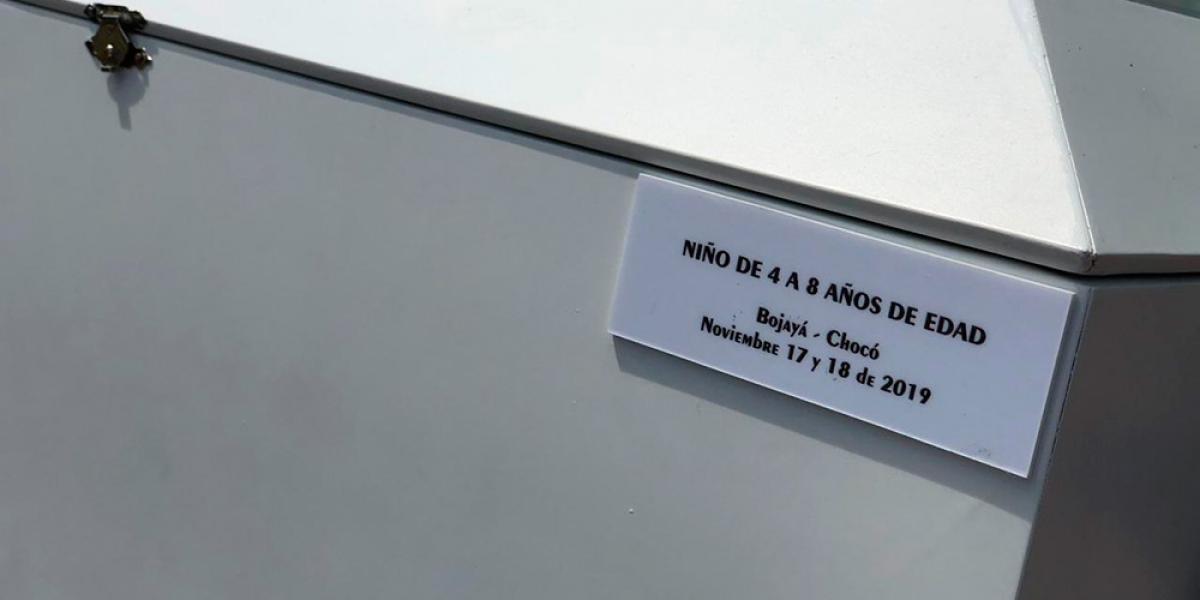 NIÑO DE 4 A 8 AÑOS DE EDAD
Bojayá - Chocó
Noviembre 17 y 18 de 2019